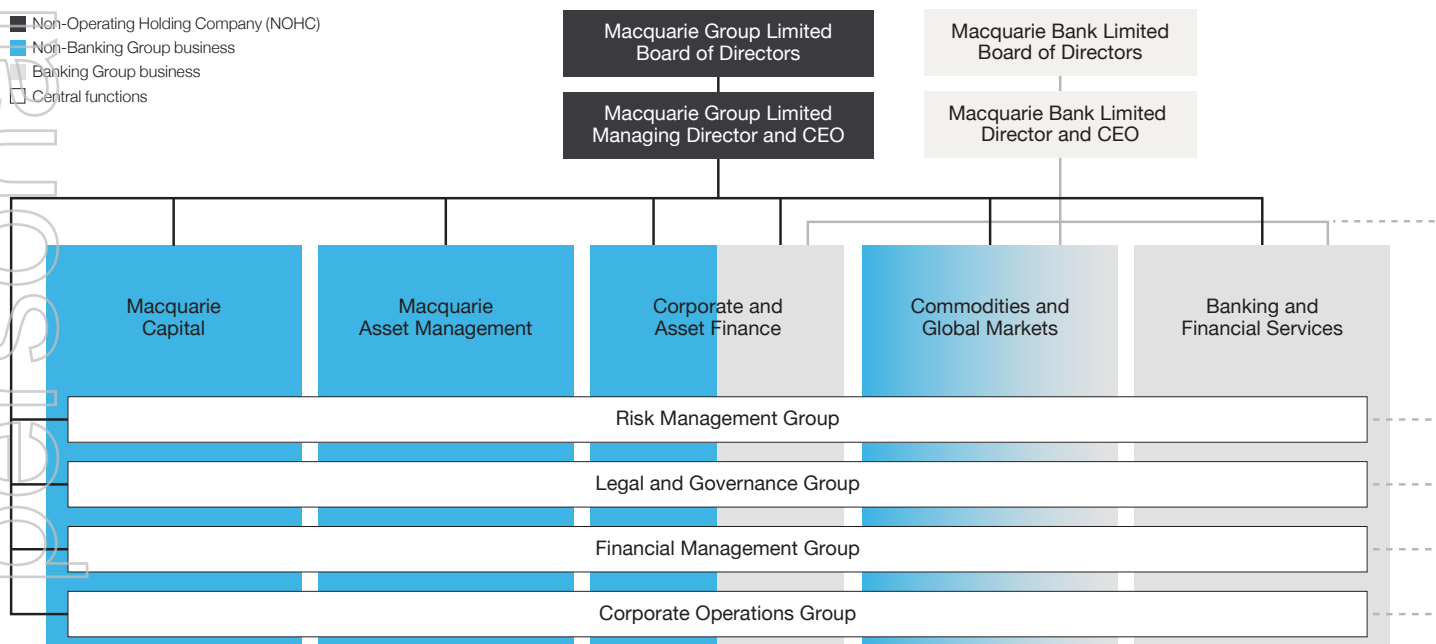 Non-Operating Holding Company (NOHC)
Non-Banking Group business
Banking Group business
Central functions
Macquarie Group Limited
Board of Directors
Macquarie Bank Limited
Board of Directors
Macquarie Group Limited
Managing Director and CEO
Macquarie Bank Limited
Director and CEO
Macquarie
Capital
Macquarie
Asset Management
Corporate and
Asset Finance
Commodities and
Global Markets
Banking and
Financial Services
Risk Management Group
Legal and Governance Group
Financial Management Group
Corporate Operations Group
personal